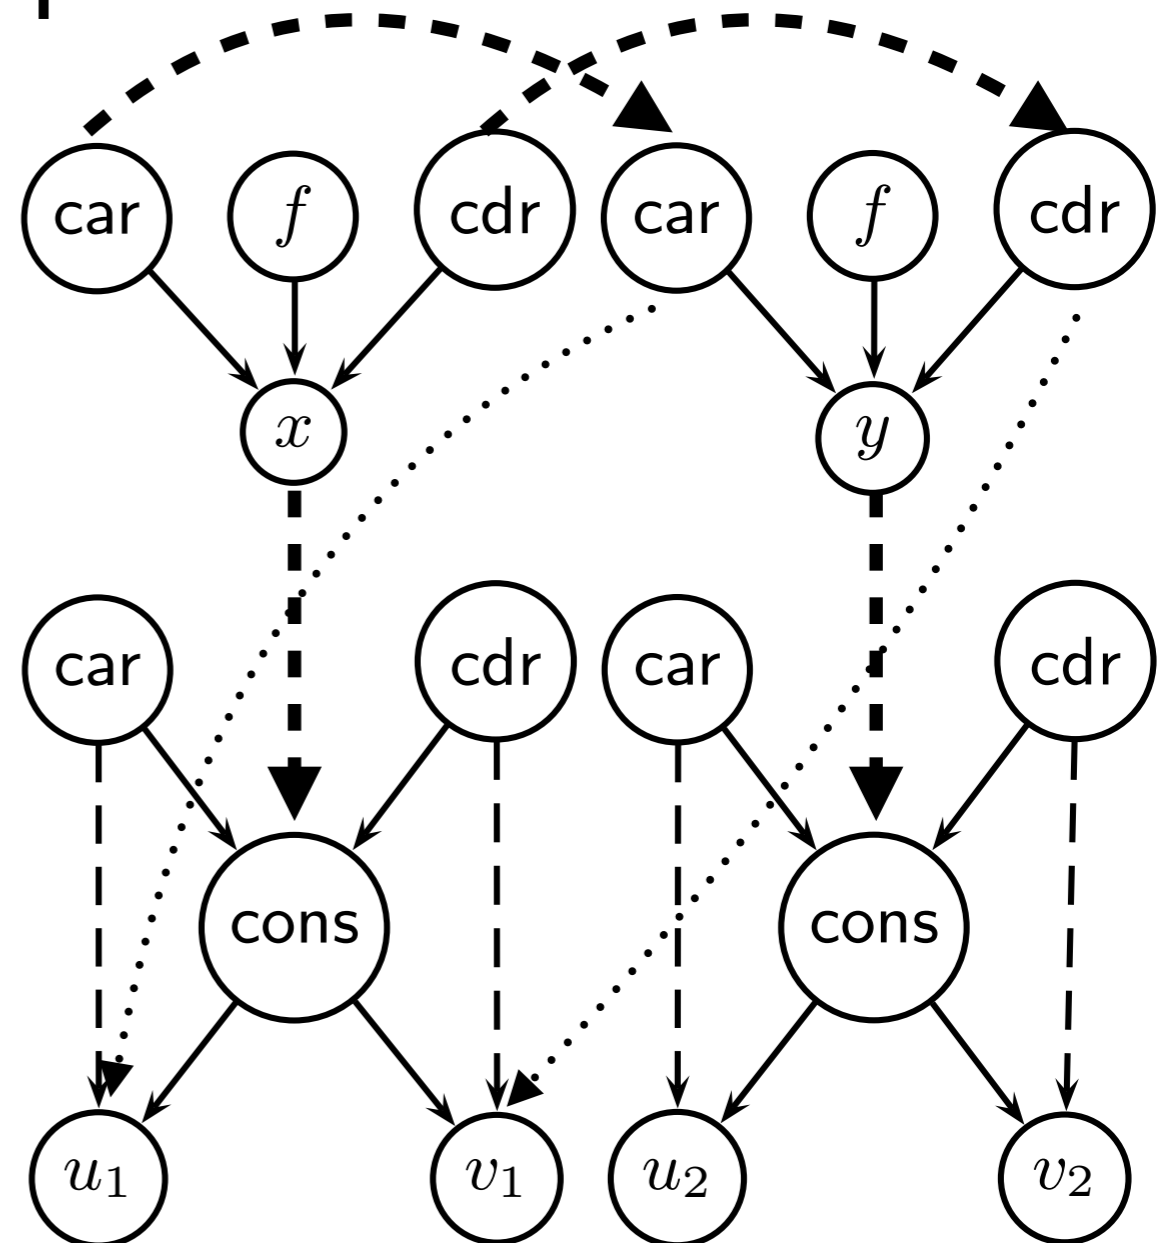 car f cdr car f cdr
x y
car cdr car cdr
cons cons
u₁ v₁ u₂ v₂